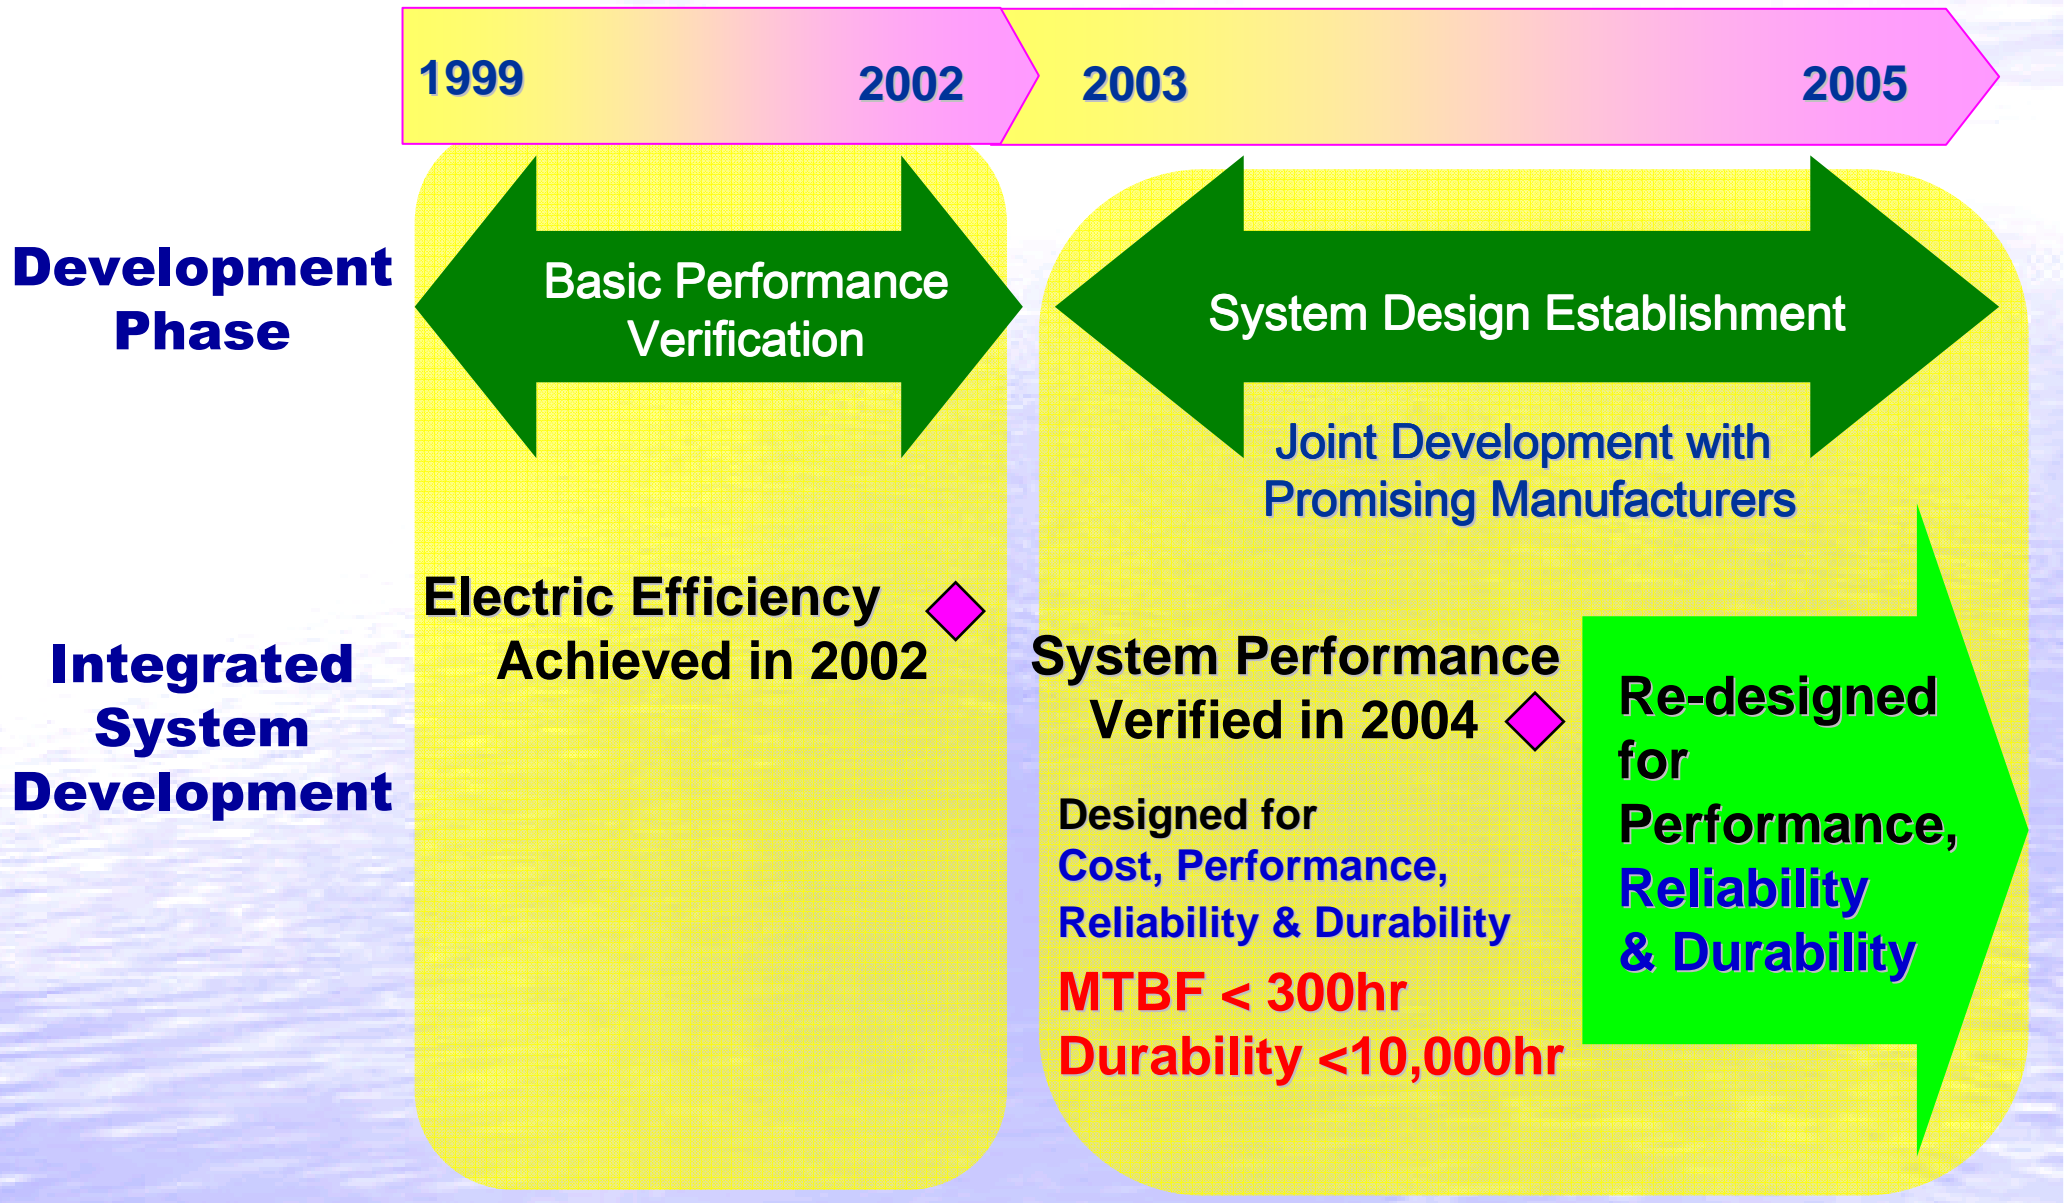 1999
2002
2003
2005
Development
Phase
Basic Performance
Verification
System Design Establishment
Joint Development with
Promising Manufacturers
Integrated
System
Development
Electric Efficiency
Achieved in 2002
System Performance
Verified in 2004
Designed for
Cost, Performance,
Reliability & Durability
MTBF < 300hr
Durability <10,000hr
Re-designed
for
Performance,
Reliability
& Durability